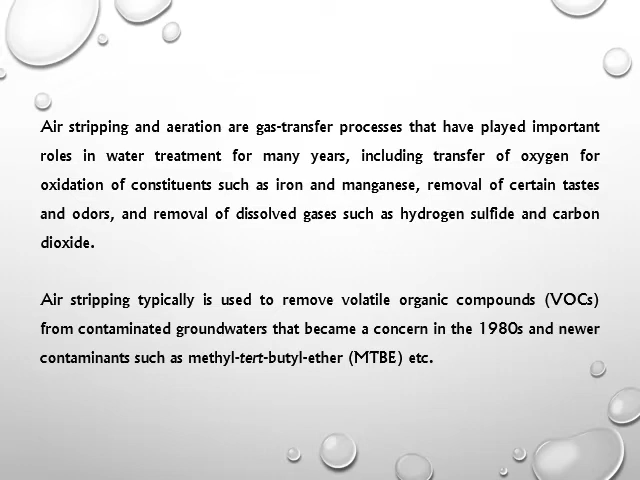 Air stripping and aeration are gas-transfer processes that have played important
roles in water treatment for many years, including transfer of oxygen for
oxidation of constituents such as iron and manganese, removal of certain tastes
and odors, and removal of dissolved gases such as hydrogen sulfide and carbon
dioxide.
Air stripping typically is used to remove volatile organic compounds (VOCs)
from contaminated groundwaters that became a concern in the 1980s and newer
contaminants such as methyl-tert-butyl-ether (MTBE) etc.